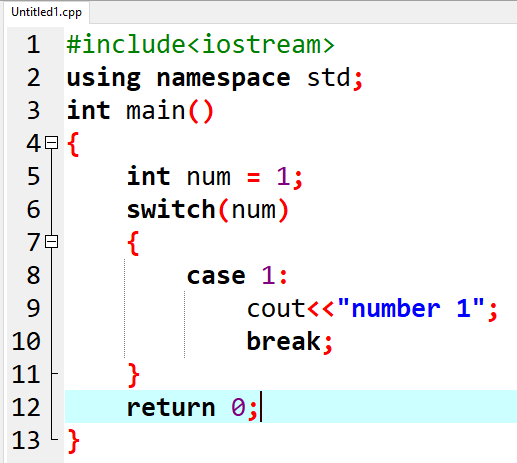 Untitled1.cpp
1 #include<iostream>
2 using namespace std;
3 int main()
4 {
5 int num = 1;
6 switch(num)
7 {
8 case 1:
9 cout<<"number 1";
10 break;
11 }
12 return 0;
13 }